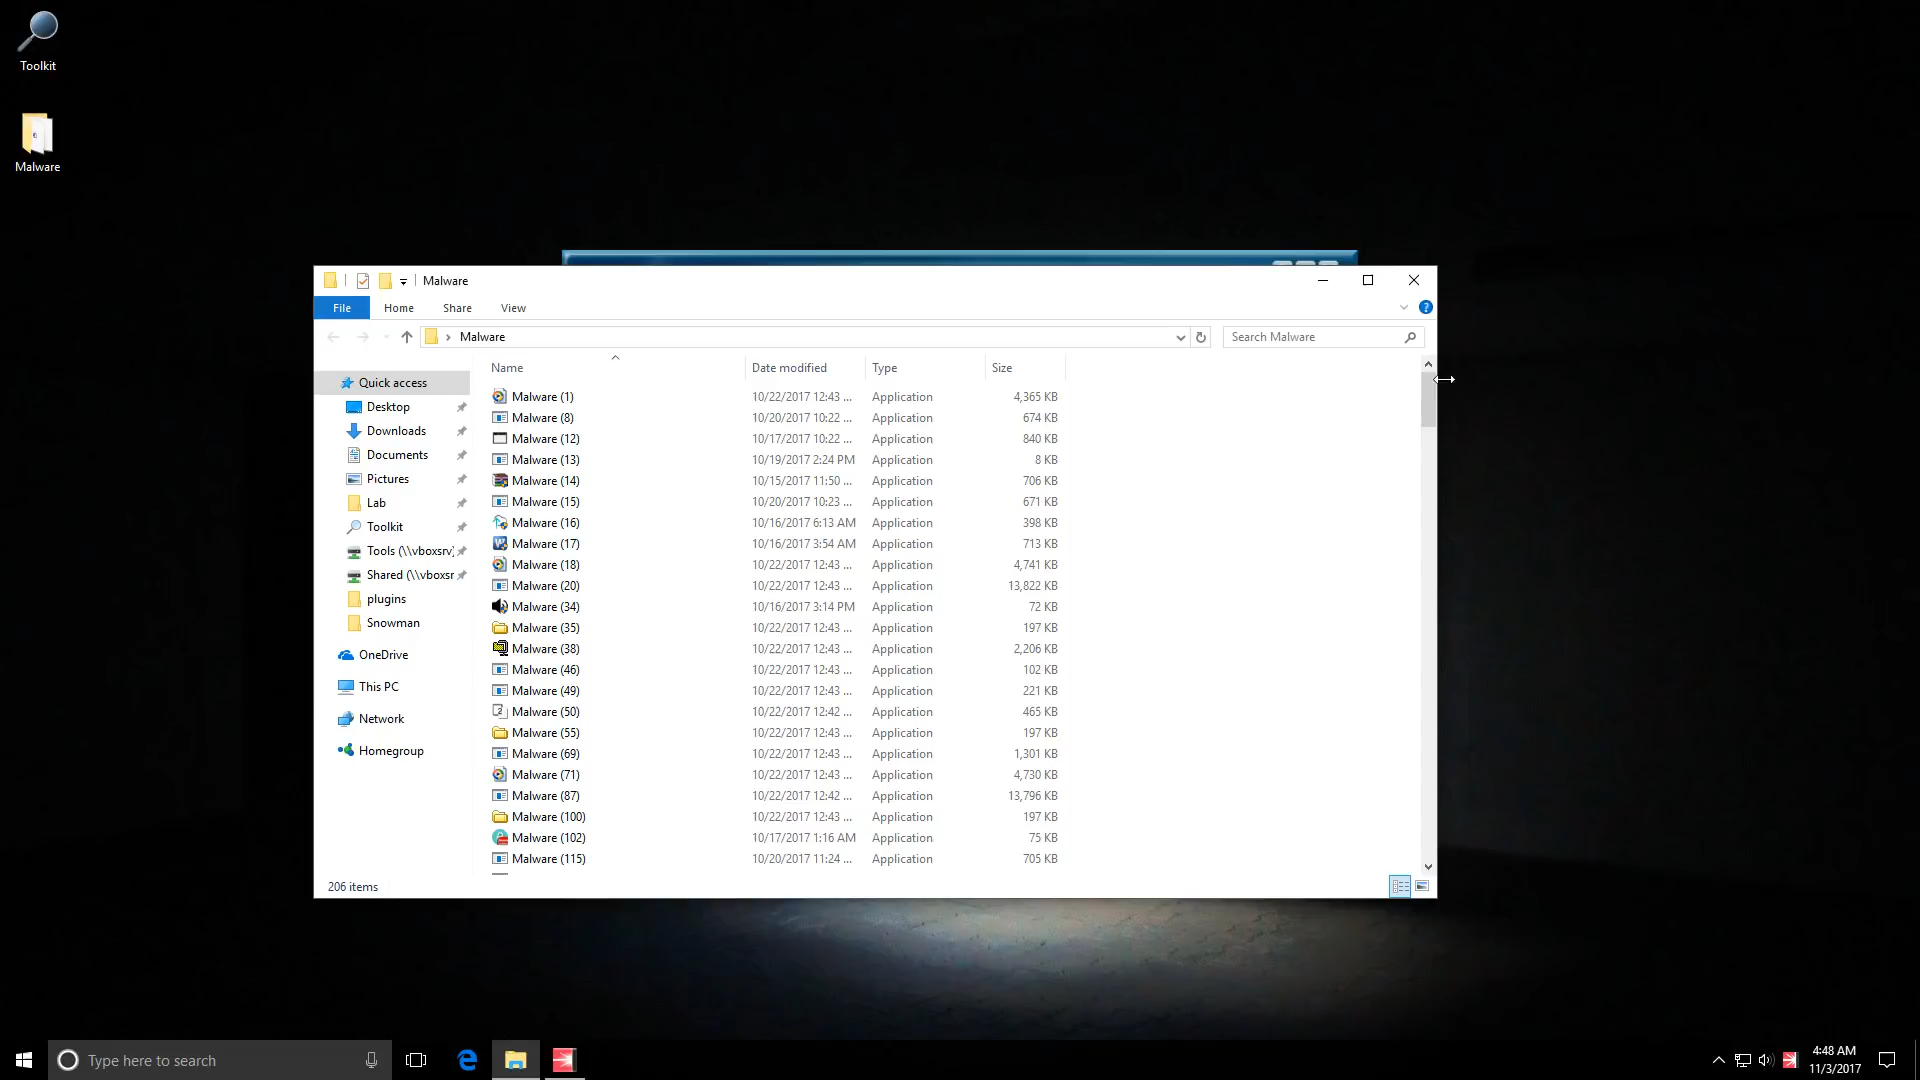 Toolkit
Malware
Malware
File Home Share View
Malware
Search Malware
Name Date modified Type Size
Quick access
Desktop
Downloads
Documents
Pictures
Lab
Toolkit
Tools (\\vboxsrv)
Shared (\\vboxsr
plugins
Snowman
OneDrive
This PC
Network
Homegroup
Malware (1) 10/22/2017 12:43 ... Application 4,365 KB
Malware (8) 10/20/2017 10:22 ... Application 674 KB
Malware (12) 10/17/2017 10:22 ... Application 840 KB
Malware (13) 10/19/2017 2:24 PM Application 8 KB
Malware (14) 10/15/2017 11:50 ... Application 706 KB
Malware (15) 10/20/2017 10:23 ... Application 671 KB
Malware (16) 10/16/2017 6:13 AM Application 398 KB
Malware (17) 10/16/2017 3:54 AM Application 713 KB
Malware (18) 10/22/2017 12:43 ... Application 4,741 KB
Malware (20) 10/22/2017 12:43 ... Application 13,822 KB
Malware (34) 10/16/2017 3:14 PM Application 72 KB
Malware (35) 10/22/2017 12:43 ... Application 197 KB
Malware (38) 10/22/2017 12:43 ... Application 2,206 KB
Malware (46) 10/22/2017 12:43 ... Application 102 KB
Malware (49) 10/22/2017 12:43 ... Application 221 KB
Malware (50) 10/22/2017 12:42 ... Application 465 KB
Malware (55) 10/22/2017 12:43 ... Application 197 KB
Malware (69) 10/22/2017 12:43 ... Application 1,301 KB
Malware (71) 10/22/2017 12:43 ... Application 4,730 KB
Malware (87) 10/22/2017 12:42 ... Application 13,796 KB
Malware (100) 10/22/2017 12:43 ... Application 197 KB
Malware (102) 10/17/2017 1:16 AM Application 75 KB
Malware (115) 10/20/2017 11:24 ... Application 705 KB
206 items
Type here to search
4:48 AM
11/3/2017